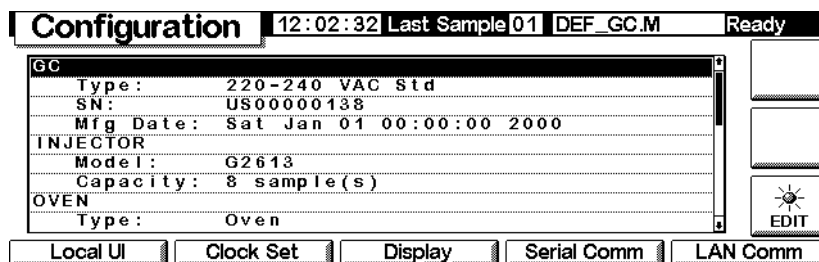 Configuration 12:02:32 Last Sample 01 DEF_GC.M Ready
GC
Type: 220-240 VAC Std
SN: US00000138
Mfg Date: Sat Jan 01 00:00:00 2000
INJECTOR
Model: G2613
Capacity: 8 sample(s)
OVEN
Type: Oven
EDIT
Local UI Clock Set Display Serial Comm LAN Comm